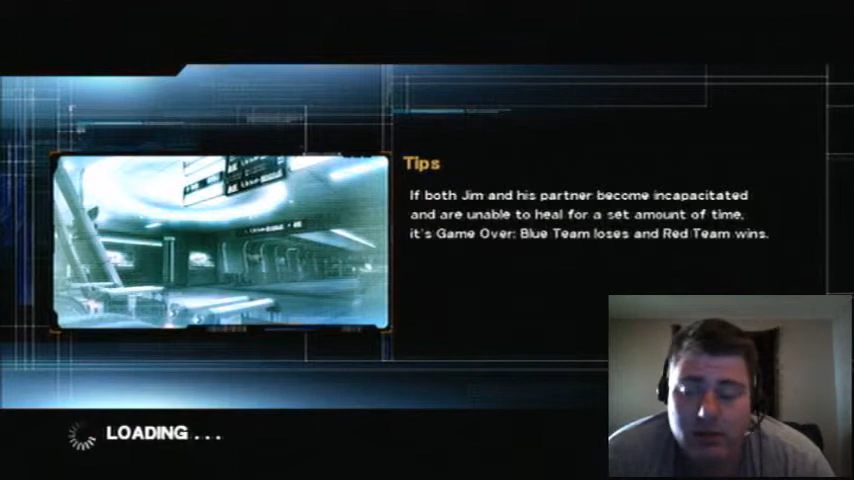 Tips
If both Jim and his partner become incapacitated
and are unable to heal for a set amount of time,
it's Game Over: Blue Team loses and Red Team wins.
LOADING...